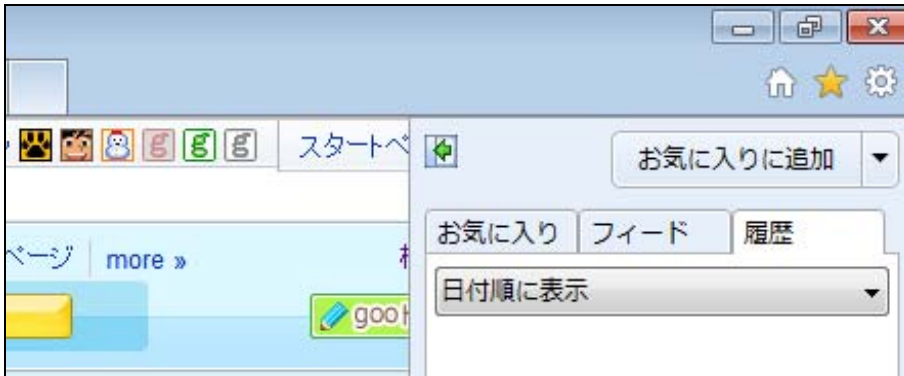 スタートペ
お気に入りに追加
お気に入り フィード 履歴
ページ more »
日付順に表示
goo